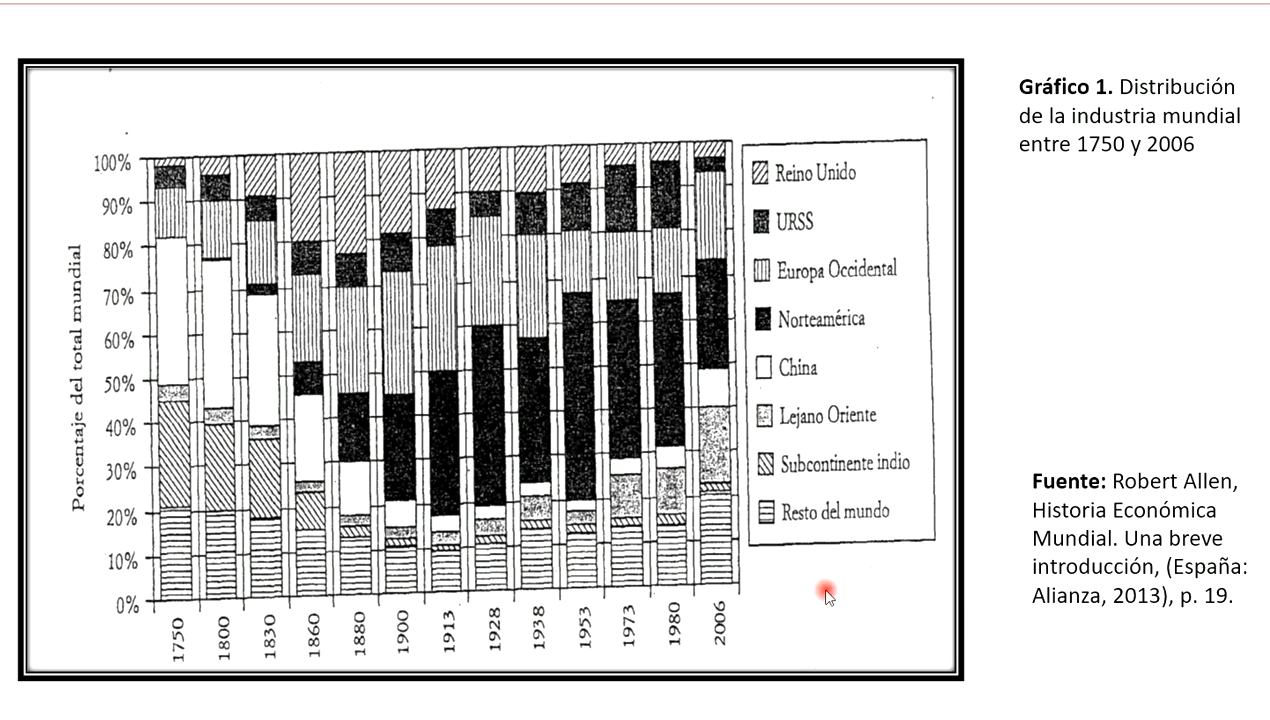 Gráfico 1. Distribución
de la industria mundial
entre 1750 y 2006
Porcentaje del total mundial
100%
90%
80%
70%
60%
50%
40%
30%
20%
10%
0%
1750
1800
1830
1860
1880
1900
1913
1928
1938
1953
1973
1980
2006
Reino Unido
URSS
Europa Occidental
Norteamérica
China
Lejano Oriente
Subcontinente indio
Resto del mundo
Fuente: Robert Allen,
Historia Económica
Mundial. Una breve
introducción, (España:
Alianza, 2013), p. 19.